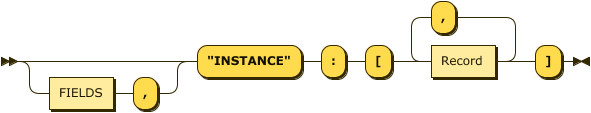 ,
"INSTANCE" : [ Record ]
FIELDS ,